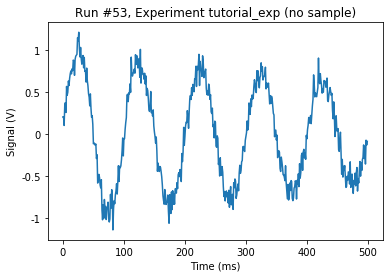 Run #53, Experiment tutorial_exp (no sample)
Signal (V)
1
0.5
0
-0.5
-1
0 100 200 300 400 500
Time (ms)